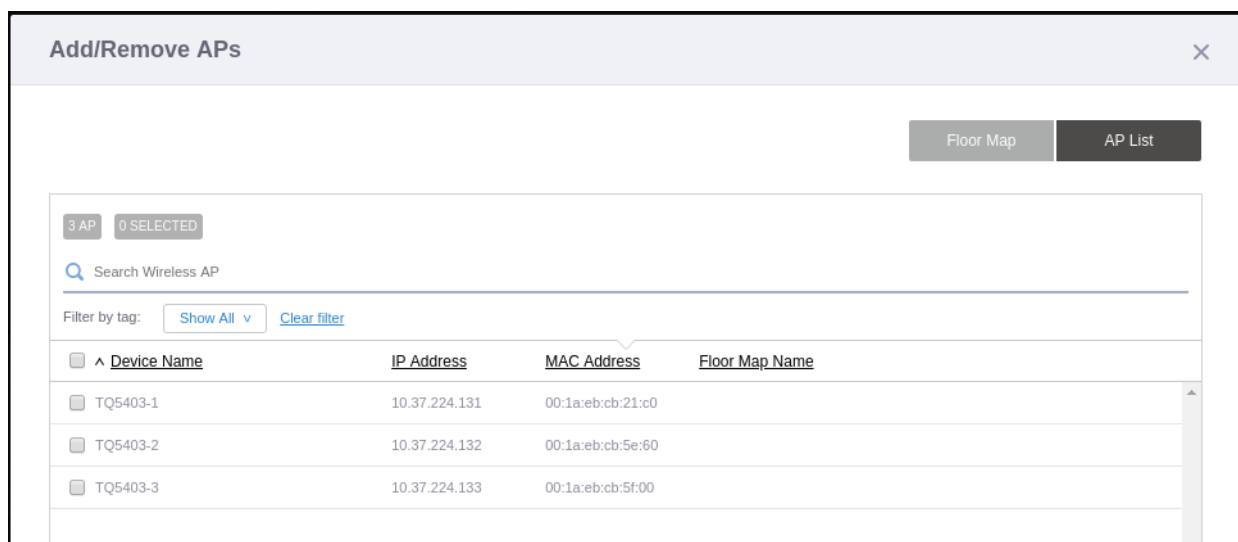 Add/Remove APs
Floor Map AP List
3 AP 0 SELECTED
Search Wireless AP
Filter by tag: Show All Clear filter
Device Name IP Address MAC Address Floor Map Name
TQ5403-1 10.37.224.131 00:1a:eb:cb:21:c0
TQ5403-2 10.37.224.132 00:1a:eb:cb:5e:60
TQ5403-3 10.37.224.133 00:1a:eb:cb:5f:00